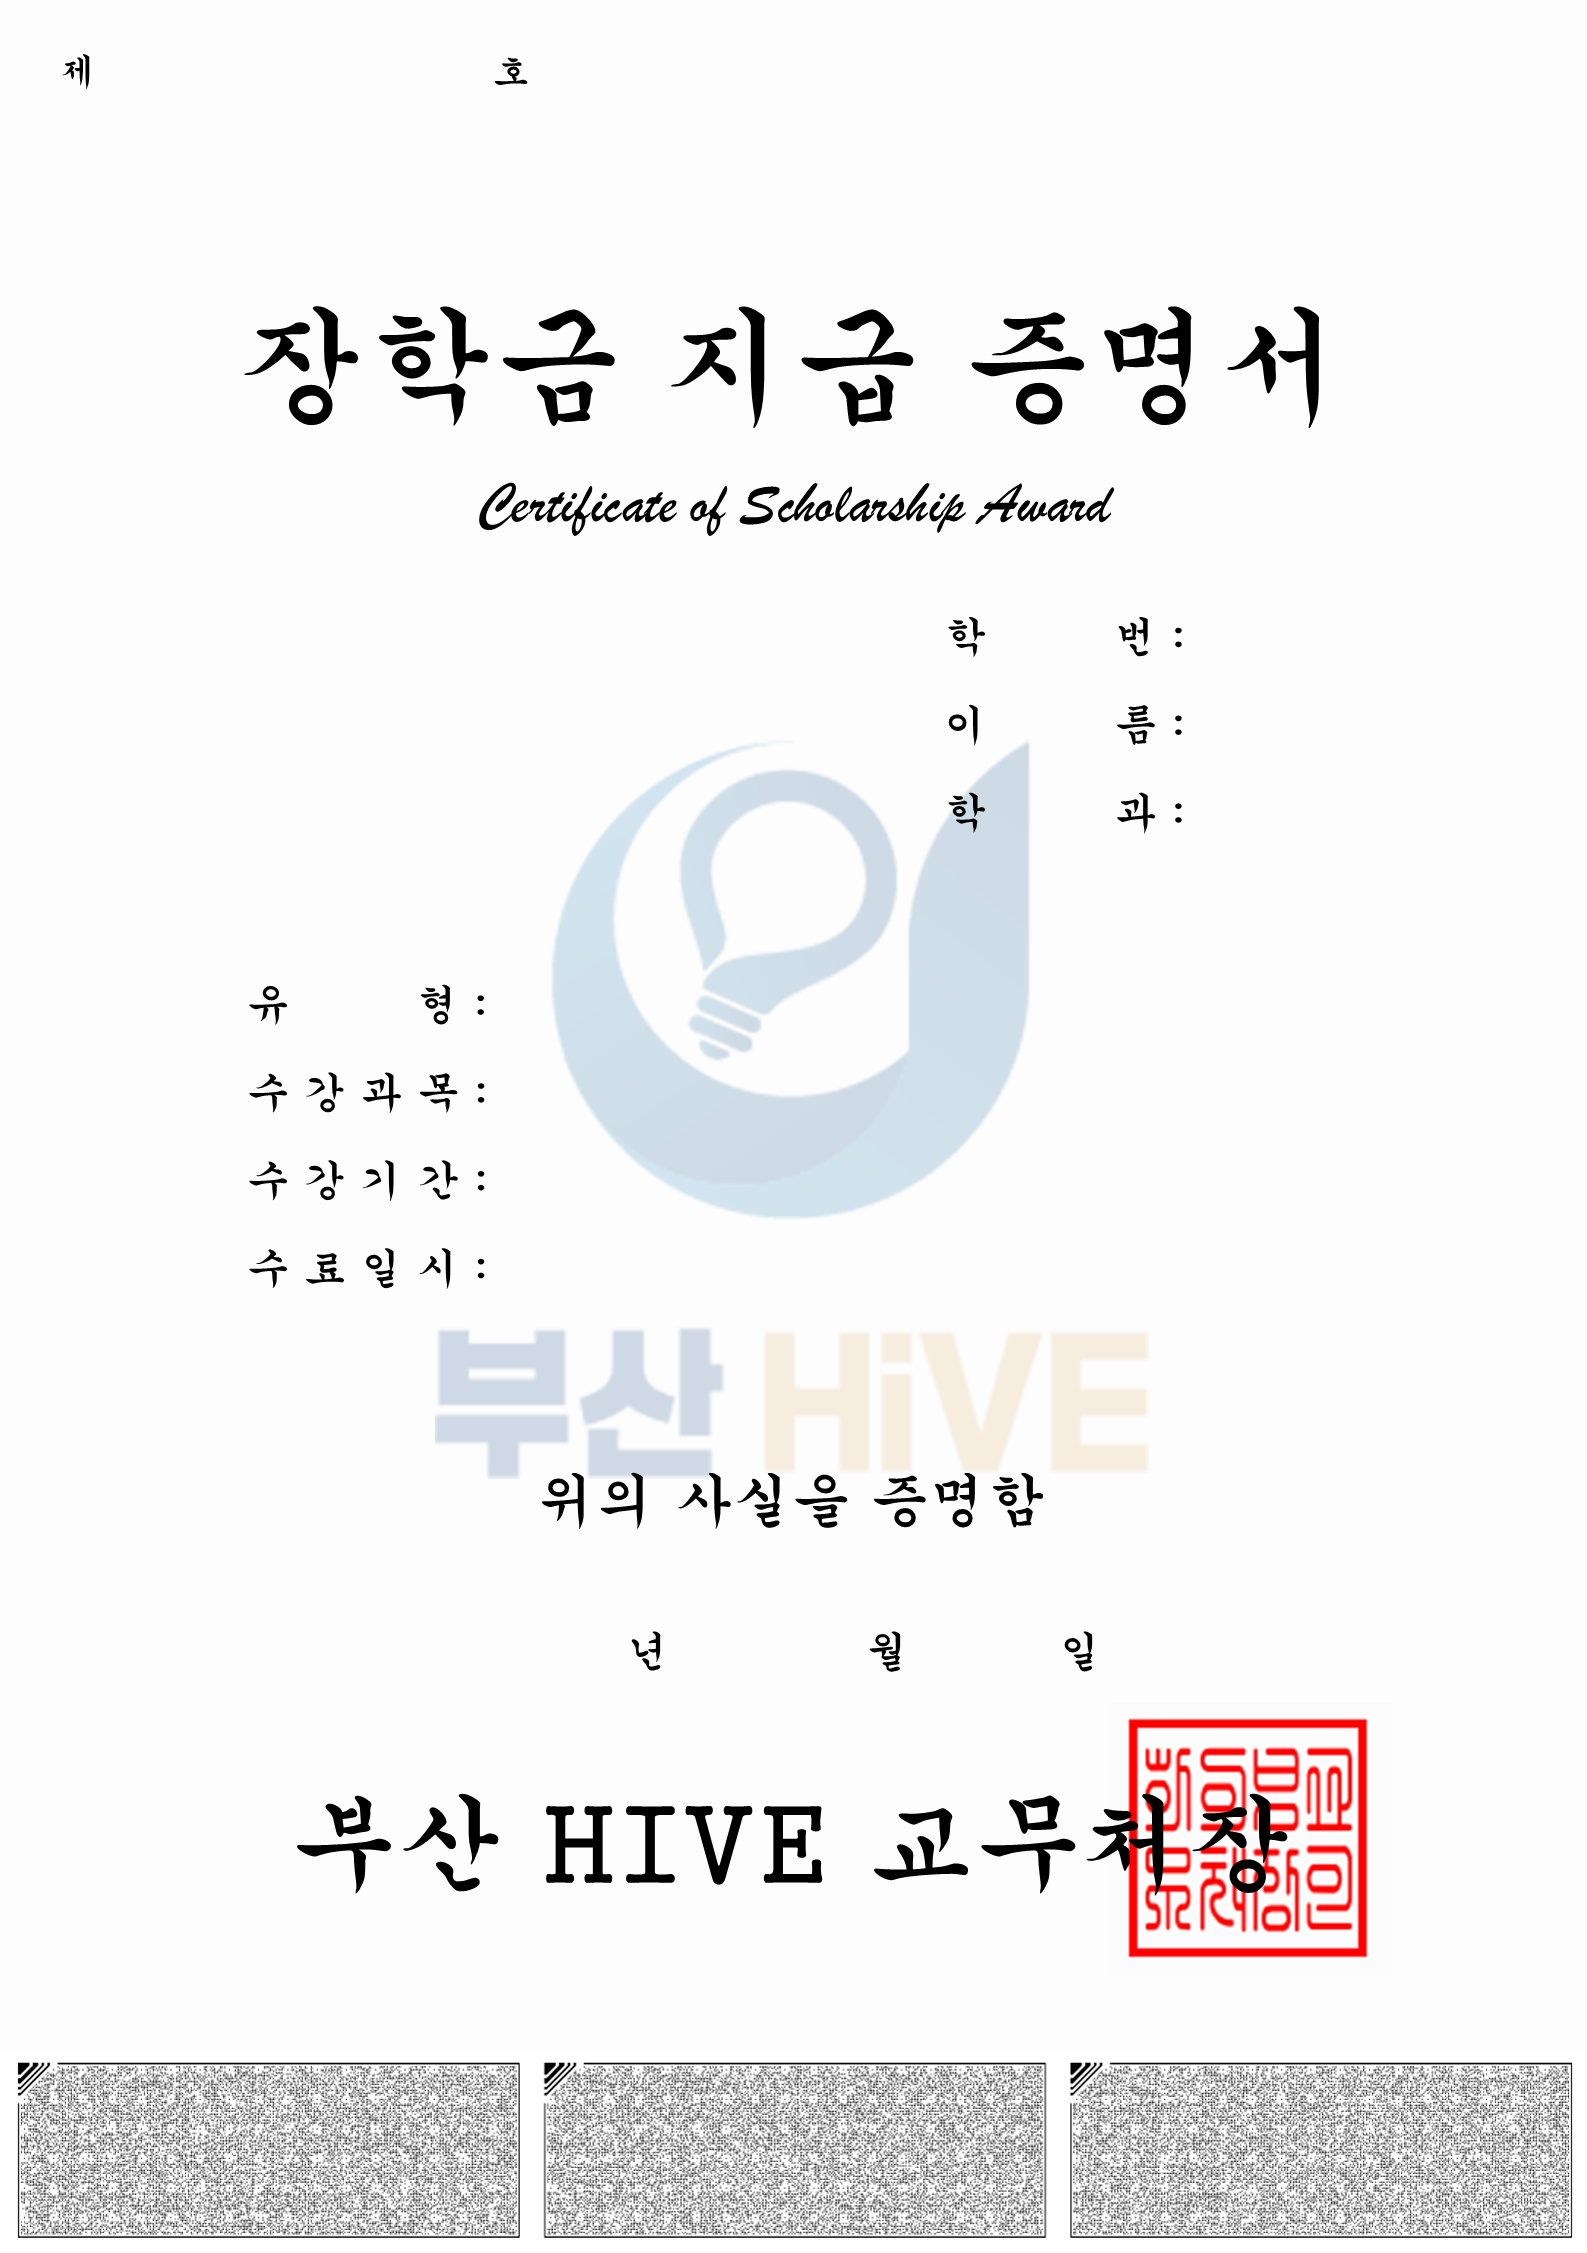 제 호
장학금 지급 증명서
Certificate of Scholarship Award
학 번 :
이 름 :
학 과 :
유 형 :
수 강 과 목 :
수 강 기 간 :
수 료 일 시 :
부산 HiVE
위의 사실을 증명함
년 월 일
부산 HIVE 교무처장